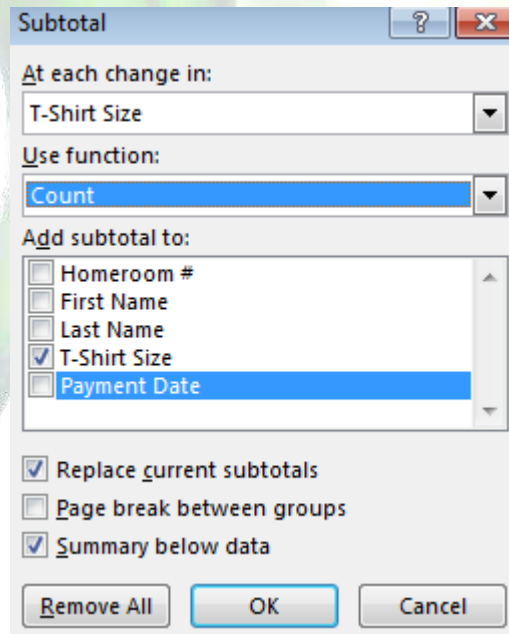 Subtotal
At each change in:
T-Shirt Size
Use function:
Count
Add subtotal to:
Homeroom #
First Name
Last Name
T-Shirt Size
Payment Date
Replace current subtotals
Page break between groups
Summary below data
Remove All OK Cancel